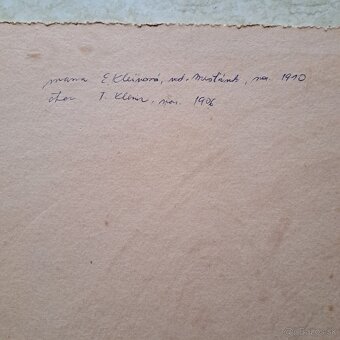 mama E Kleinová, rod. Mustánk, nar. 1910
otec T. Klein, nar. 1906